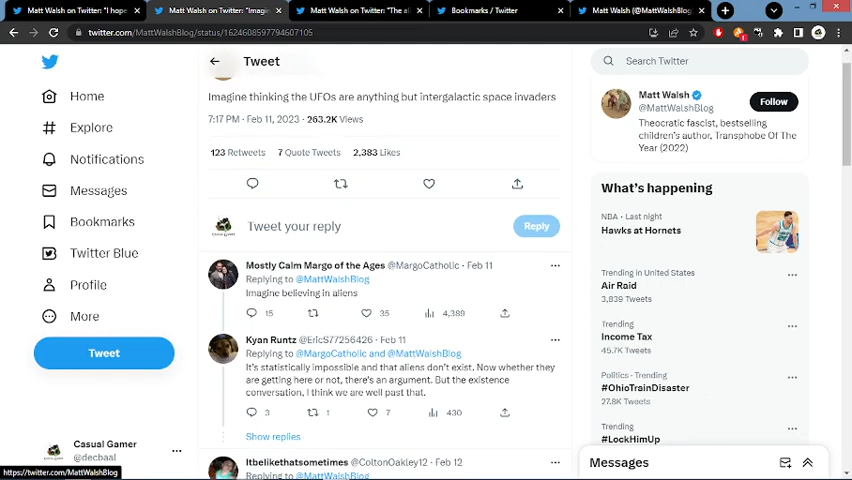 Matt Walsh on Twitter: "I hope
Matt Walsh on Twitter: "Imagin
Matt Walsh on Twitter: "The al
Bookmarks / Twitter
Matt Walsh (@MattWalshBlog
twitter.com/MattWalshBlog/status/1624608597794607105
Home
Explore
Notifications
Messages
Bookmarks
Twitter Blue
Profile
More
Tweet
Casual Gamer
@decbaal
https://twitter.com/MattWalshBlog
Tweet
Imagine thinking the UFOs are anything but intergalactic space invaders
7:17 PM · Feb 11, 2023 · 263.2K Views
123 Retweets 7 Quote Tweets 2,383 Likes
Tweet your reply
Reply
Mostly Calm Margo of the Ages @MargoCatholic · Feb 11
Replying to @MattWalshBlog
Imagine believing in aliens
15 35 4,389
Kyan Runtz @EricS77256426 · Feb 11
Replying to @MargoCatholic and @MattWalshBlog
It's statistically impossible and that aliens don't exist. Now whether they
are getting here or not, there's an argument. But the existence
conversation, I think we are well past that.
3 1 7 430
Show replies
Itbelikethatsometimes @ColtonOakley12 · Feb 12
Replying to @MattWalshBlog
Search Twitter
Matt Walsh
@MattWalshBlog
Follow
Theocratic fascist, bestselling
children's author, Transphobe Of The
Year (2022)
What's happening
NBA · Last night
Hawks at Hornets
Trending in United States
Air Raid
3,839 Tweets
Trending
Income Tax
45.7K Tweets
Politics · Trending
#OhioTrainDisaster
27.8K Tweets
Trending
#LockHimUp
Messages